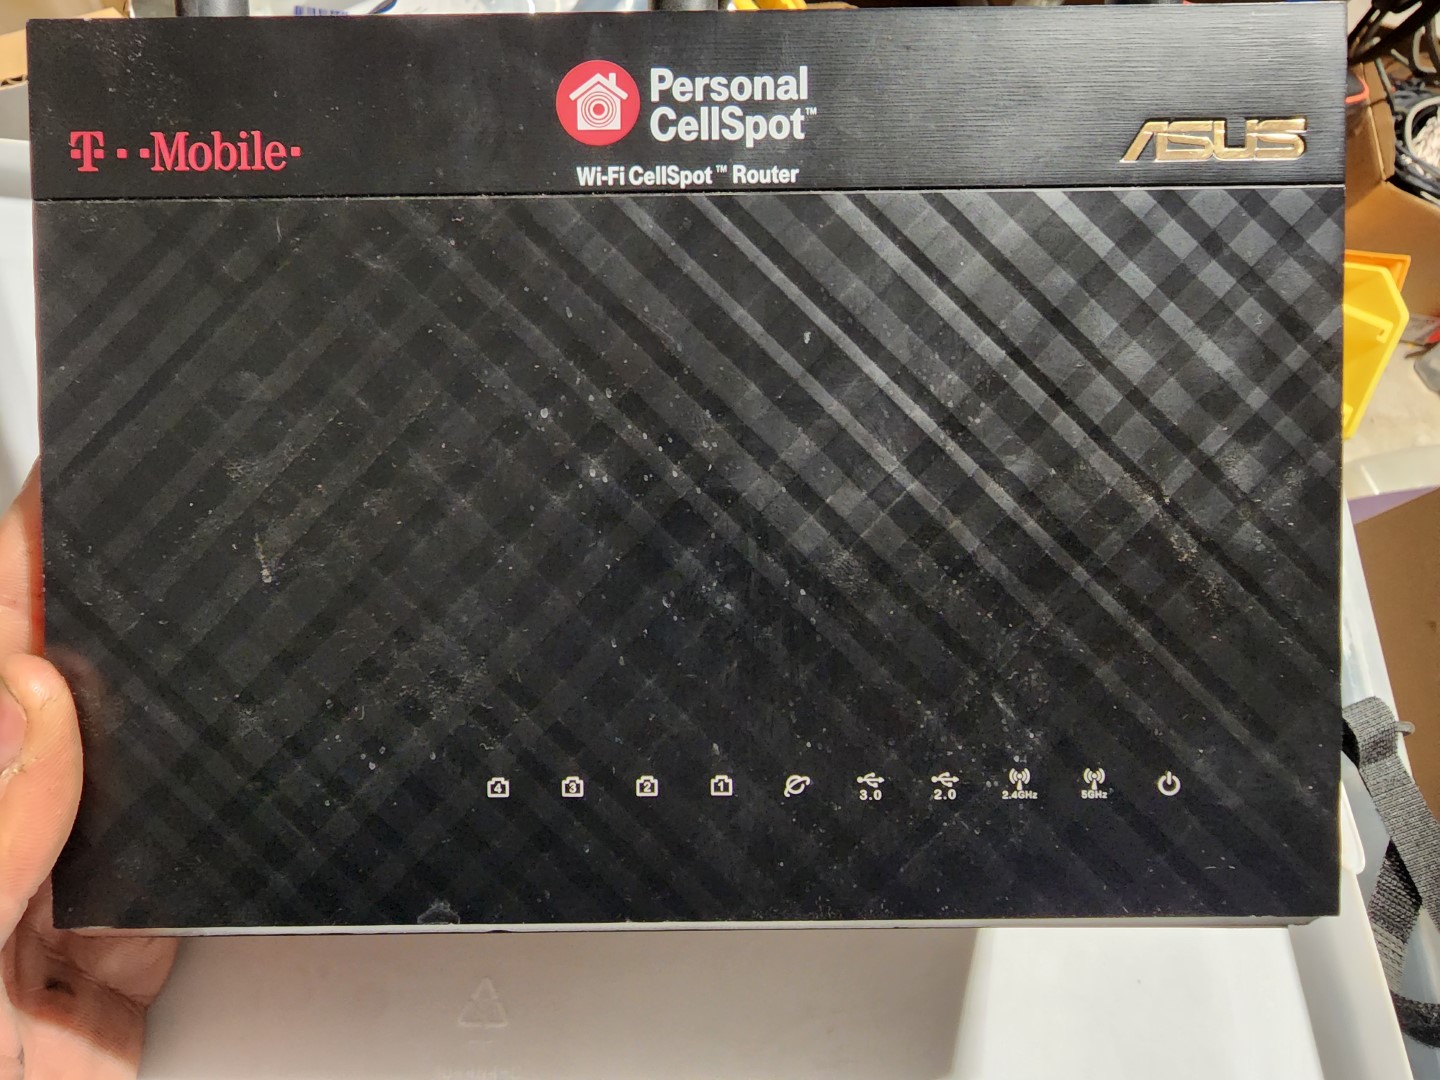 T··Mobile·
Personal
CellSpot™
Wi-Fi CellSpot™ Router
ASUS
4
3
2
1
3.0
2.0
2.4GHz
5GHz